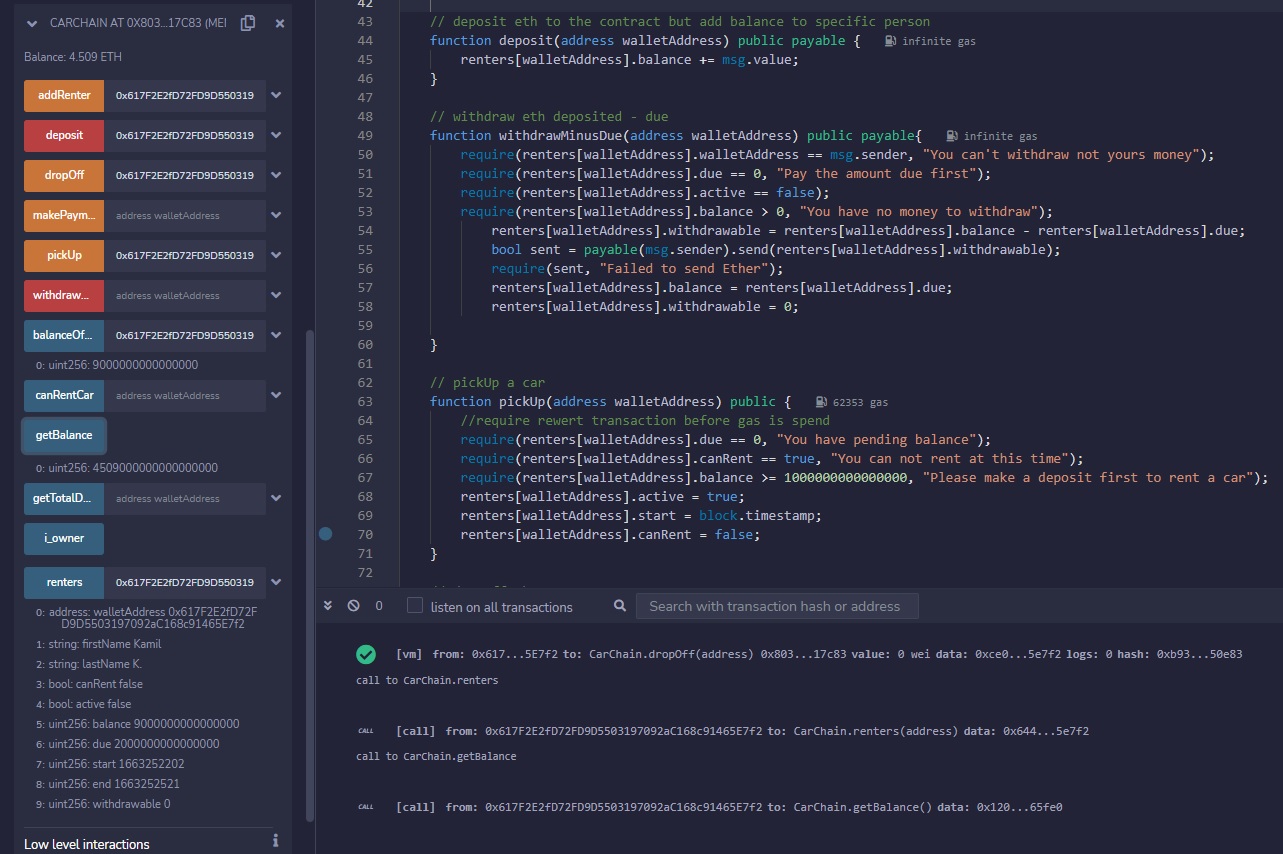 CARCHAIN AT 0X803...17C83 (MEI
Balance: 4.509 ETH
addRenter 0x617F2E2fD72FD9D550319
deposit 0x617F2E2fD72FD9D550319
dropOff 0x617F2E2fD72FD9D550319
makePaym... address walletAddress
pickUp 0x617F2E2fD72FD9D550319
withdraw... address walletAddress
balanceOf... 0x617F2E2fD72FD9D550319
0: uint256: 9000000000000000
canRentCar address walletAddress
getBalance
0: uint256: 4509000000000000000
getTotalD... address walletAddress
i_owner
renters 0x617F2E2fD72FD9D550319
0: address: walletAddress 0x617F2E2fD72F
D9D5503197092aC168c91465E7f2
1: string: firstName Kamil
2: string: lastName K.
3: bool: canRent false
4: bool: active false
5: uint256: balance 9000000000000000
6: uint256: due 2000000000000000
7: uint256: start 1663252202
8: uint256: end 1663252521
9: uint256: withdrawable 0
Low level interactions
42
43 // deposit eth to the contract but add balance to specific person
44 function deposit(address walletAddress) public payable { infinite gas
45 renters[walletAddress].balance += msg.value;
46 }
47
48 // withdraw eth deposited - due
49 function withdrawMinusDue(address walletAddress) public payable{ infinite gas
50 require(renters[walletAddress].walletAddress == msg.sender, "You can't withdraw not yours money");
51 require(renters[walletAddress].due == 0, "Pay the amount due first");
52 require(renters[walletAddress].active == false);
53 require(renters[walletAddress].balance > 0, "You have no money to withdraw");
54 renters[walletAddress].withdrawable = renters[walletAddress].balance - renters[walletAddress].due;
55 bool sent = payable(msg.sender).send(renters[walletAddress].withdrawable);
56 require(sent, "Failed to send Ether");
57 renters[walletAddress].balance = renters[walletAddress].due;
58 renters[walletAddress].withdrawable = 0;
59
60 }
61
62 // pickUp a car
63 function pickUp(address walletAddress) public { 62353 gas
64 //require rewert transaction before gas is spend
65 require(renters[walletAddress].due == 0, "You have pending balance");
66 require(renters[walletAddress].canRent == true, "You can not rent at this time");
67 require(renters[walletAddress].balance >= 1000000000000000, "Please make a deposit first to rent a car");
68 renters[walletAddress].active = true;
69 renters[walletAddress].start = block.timestamp;
70 renters[walletAddress].canRent = false;
71 }
72
0 listen on all transactions Search with transaction hash or address
[vm] from: 0x617...5E7f2 to: CarChain.dropOff(address) 0x803...17c83 value: 0 wei data: 0xce0...5e7f2 logs: 0 hash: 0xb93...50e83
call to CarChain.renters
CALL [call] from: 0x617F2E2fD72FD9D5503197092aC168c91465E7f2 to: CarChain.renters(address) data: 0x644...5e7f2
call to CarChain.getBalance
CALL [call] from: 0x617F2E2fD72FD9D5503197092aC168c91465E7f2 to: CarChain.getBalance() data: 0x120...65fe0